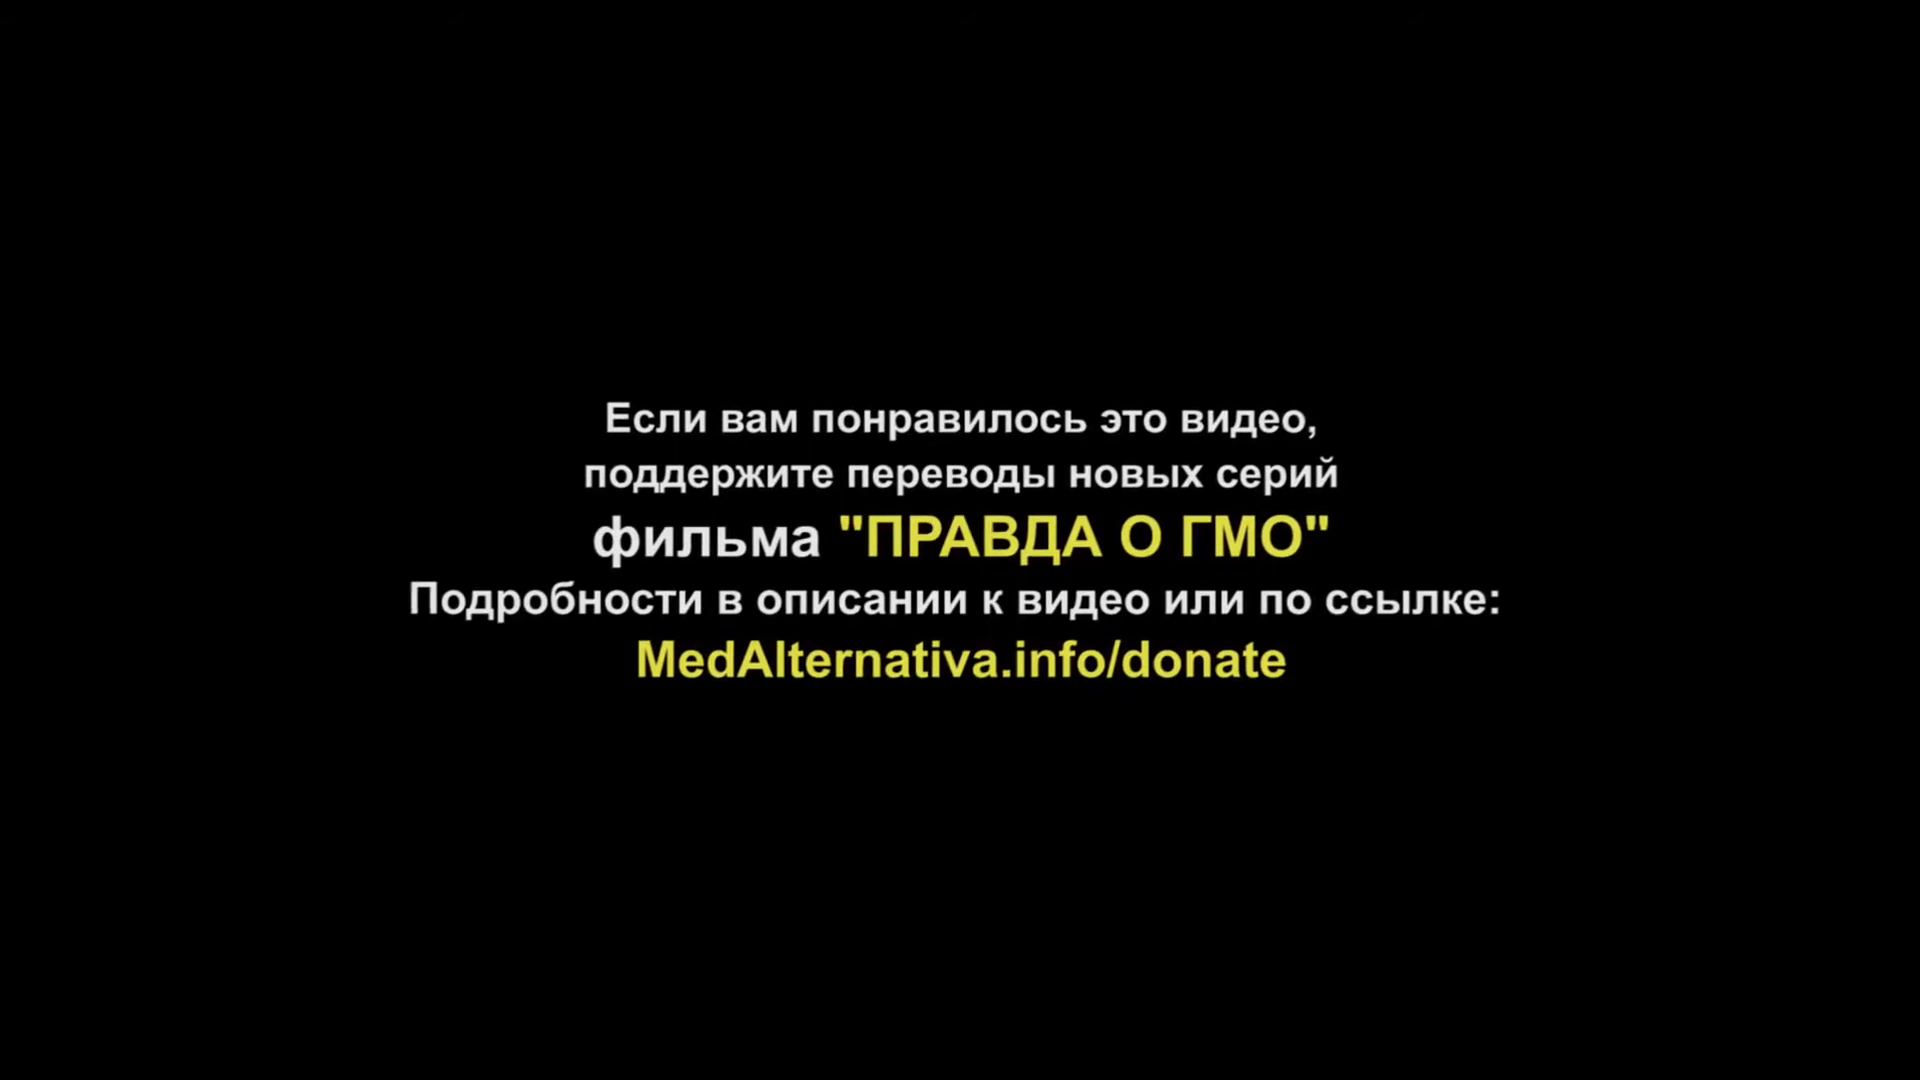 Если вам понравилось это видео,
поддержите переводы новых серий
фильма "ПРАВДА О ГМО"
Подробности в описании к видео или по ссылке:
MedAlternativa.info/donate